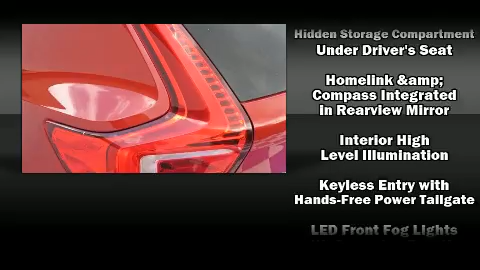 Hidden Storage Compartment
Under Driver's Seat
Homelink &amp;
Compass Integrated
in Rearview Mirror
Interior High
Level Illumination
Keyless Entry with
Hands-Free Power Tailgate
LED Front Fog Lights